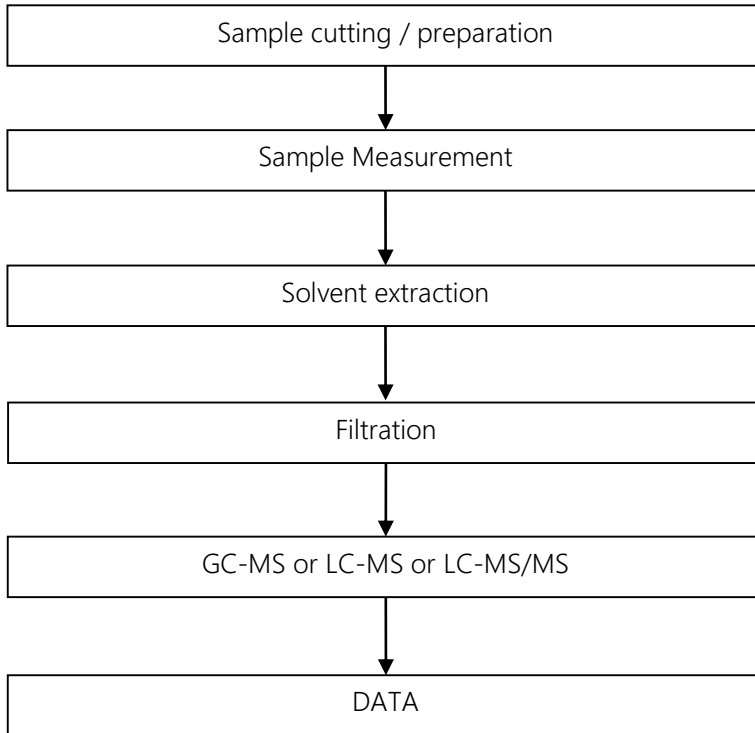 Sample cutting / preparation
Sample Measurement
Solvent extraction
Filtration
GC-MS or LC-MS or LC-MS/MS
DATA